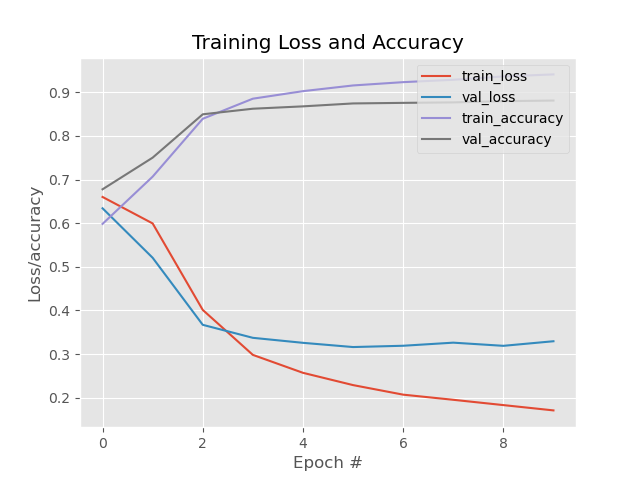 Training Loss and Accuracy
train_loss
val_loss
train_accuracy
val_accuracy
Loss/accuracy
0.9
0.8
0.7
0.6
0.5
0.4
0.3
0.2
0
2
4
6
8
Epoch #